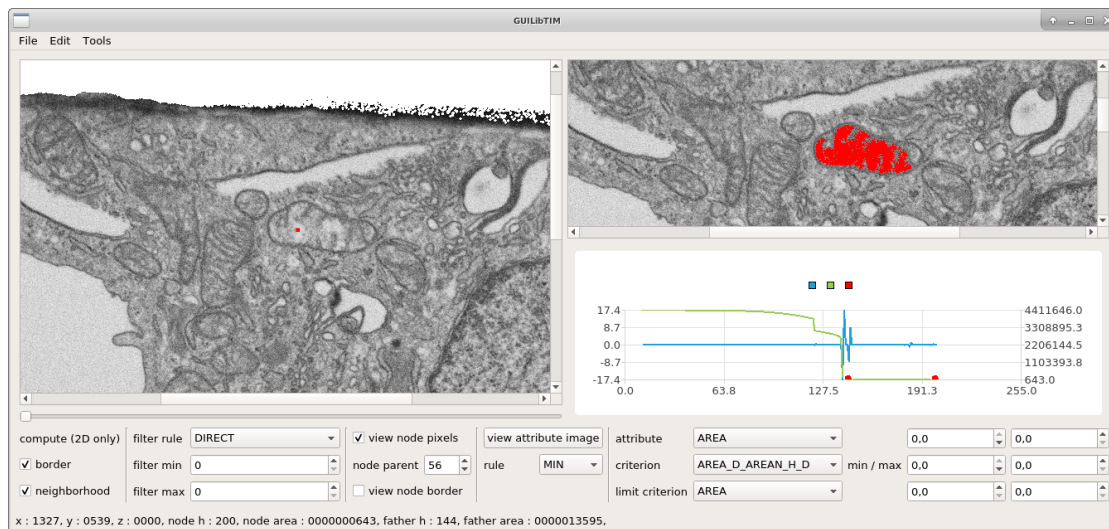 GUILibTIM
File Edit Tools
17.4
8.7
0.0
-8.7
-17.4
4411646.0
3308895.3
2206144.5
1103393.8
643.0
0.0 63.8 127.5 191.3 255.0
compute (2D only) filter rule DIRECT view node pixels view attribute image attribute AREA 0,0 0,0
border filter min 0 node parent 56 rule MIN criterion AREA_D_AREAN_H_D min / max 0,0 0,0
neighborhood filter max 0 view node border limit criterion AREA 0,0 0,0
x : 1327, y : 0539, z : 0000, node h : 200, node area : 0000000643, father h : 144, father area : 0000013595,